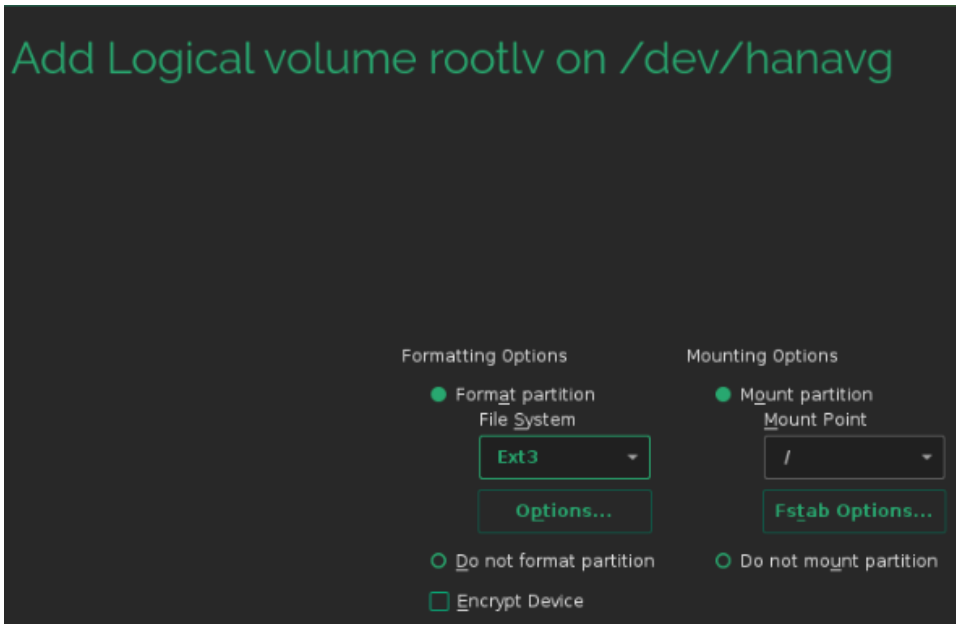 Add Logical volume rootlv on /dev/hanavg
Formatting Options
Format partition
File System
Ext3
Options...
Do not format partition
Encrypt Device
Mounting Options
Mount partition
Mount Point
/
Fstab Options...
Do not mount partition